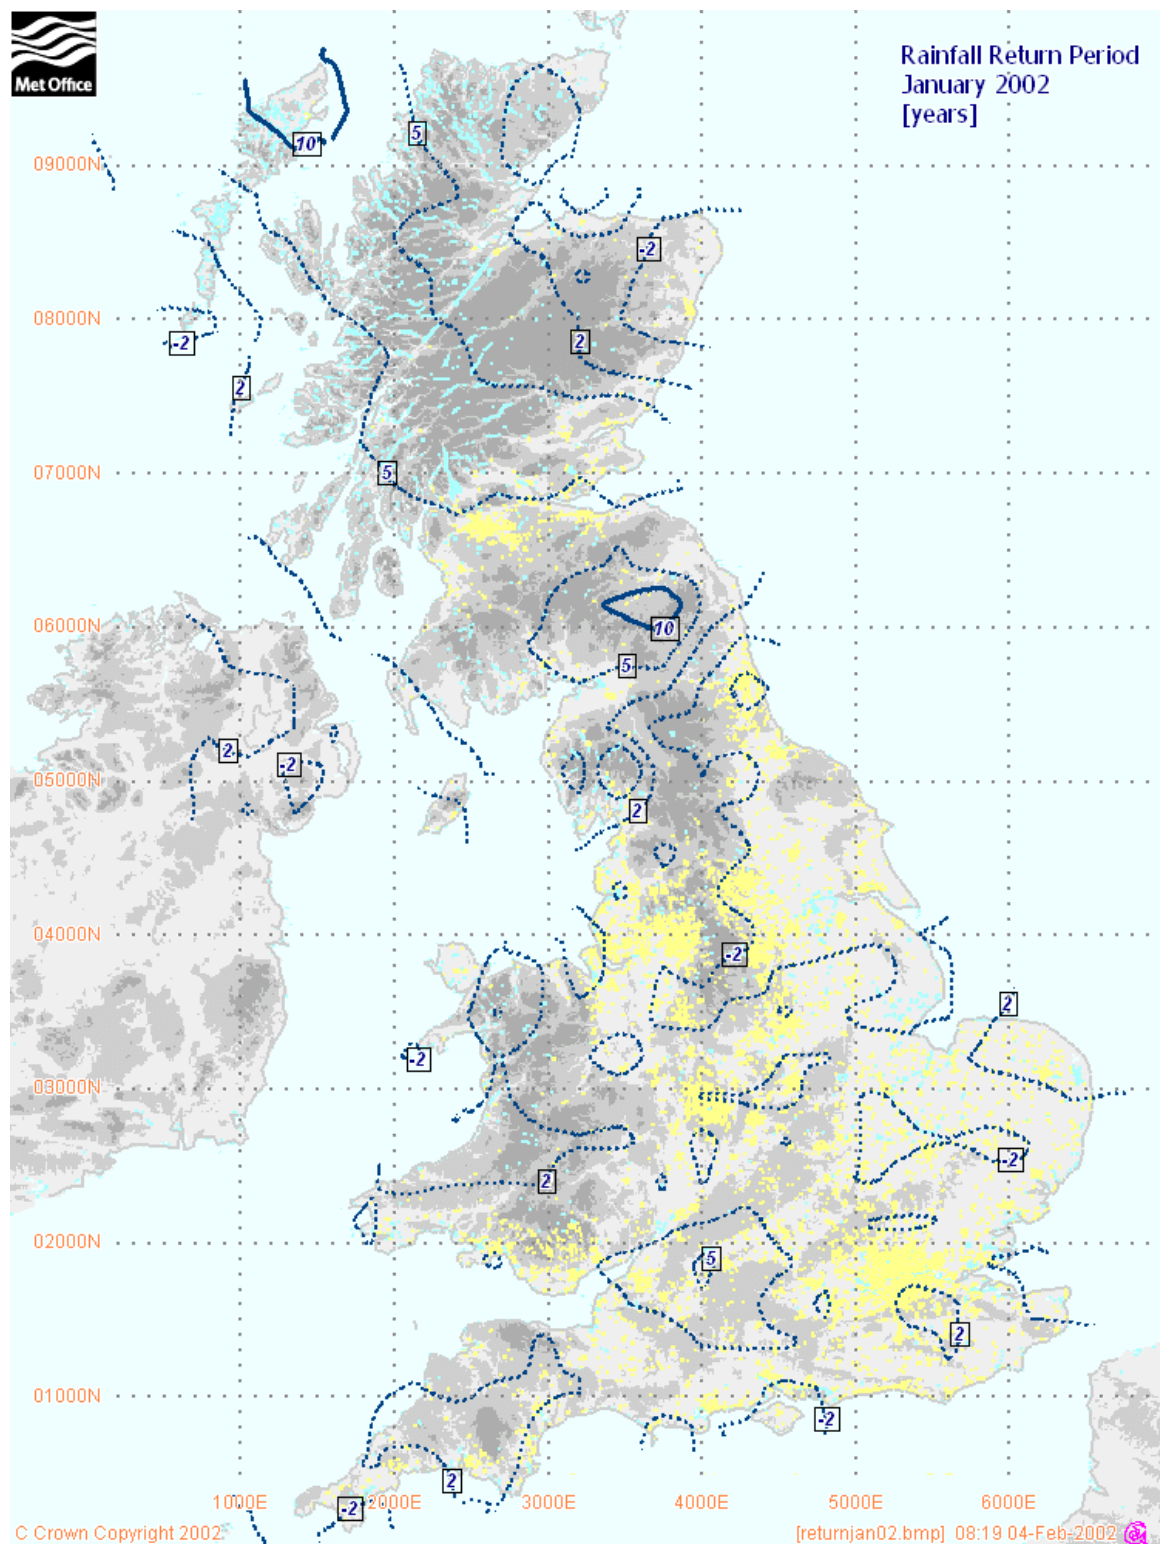 Met Office
Rainfall Return Period
January 2002
[years]
10
5
09000N
-2
08000N
-2
2
2
07000N
5
06000N
10
5
2
-2
05000N
2
04000N
-2
2
-2
03000N
-2
2
02000N
5
2
01000N
-2
2
1000E
-2
2000E
3000E
4000E
5000E
6000E
C Crown Copyright 2002
[returnjan02.bmp] 08:19 04-Feb-2002